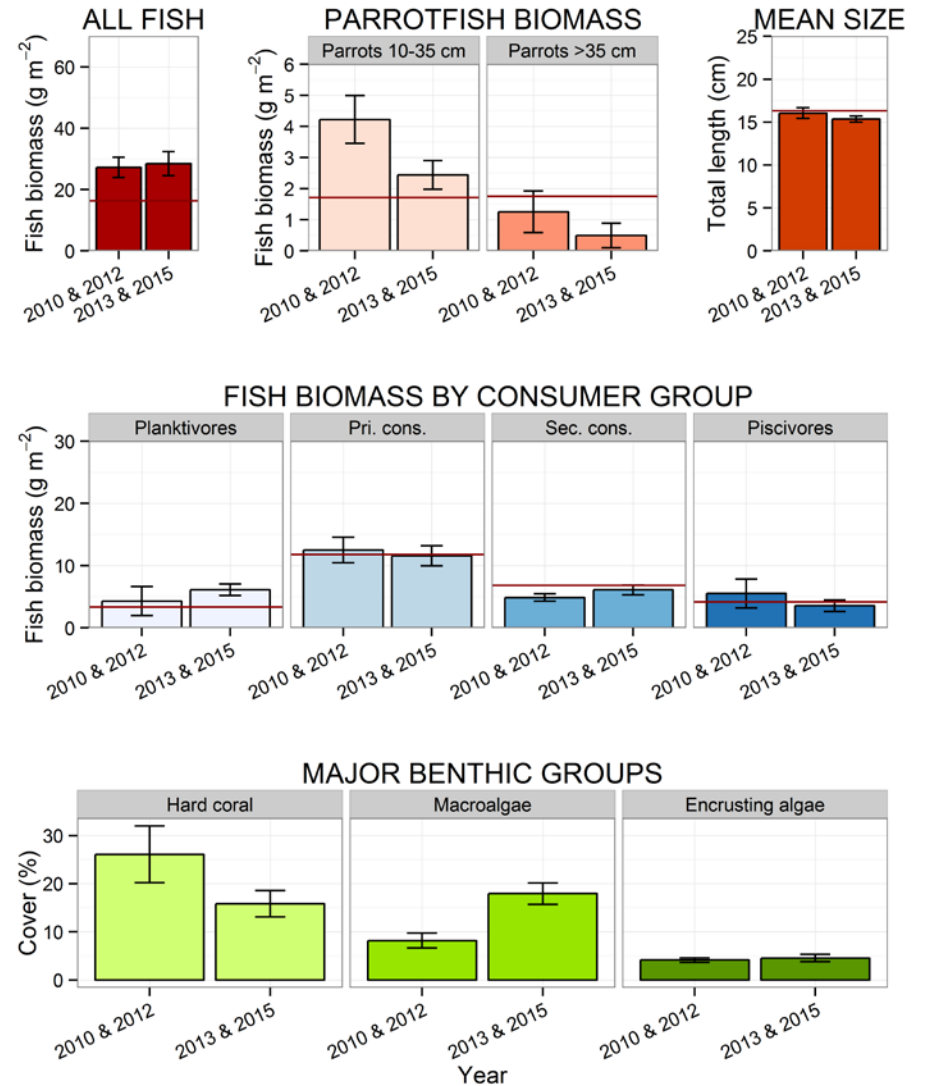 ALL FISH
Fish biomass (g m⁻²)
60
40
20
0
2010 & 2012
2013 & 2015
PARROTFISH BIOMASS
Parrots 10-35 cm
Parrots >35 cm
Fish biomass (g m⁻²)
6
5
4
3
2
1
0
2010 & 2012
2013 & 2015
2010 & 2012
2013 & 2015
MEAN SIZE
Total length (cm)
25
20
15
10
5
0
2010 & 2012
2013 & 2015
FISH BIOMASS BY CONSUMER GROUP
Planktivores
Pri. cons.
Sec. cons.
Piscivores
Fish biomass (g m⁻²)
30
20
10
0
2010 & 2012
2013 & 2015
2010 & 2012
2013 & 2015
2010 & 2012
2013 & 2015
2010 & 2012
2013 & 2015
MAJOR BENTHIC GROUPS
Hard coral
Macroalgae
Encrusting algae
Cover (%)
30
20
10
0
2010 & 2012
2013 & 2015
2010 & 2012
2013 & 2015
2010 & 2012
2013 & 2015
Year